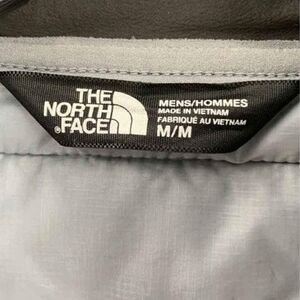 THE
NORTH
FACE
MENS/HOMMES
MADE IN VIETNAM
FABRIQUÉ AU VIETNAM
M/M